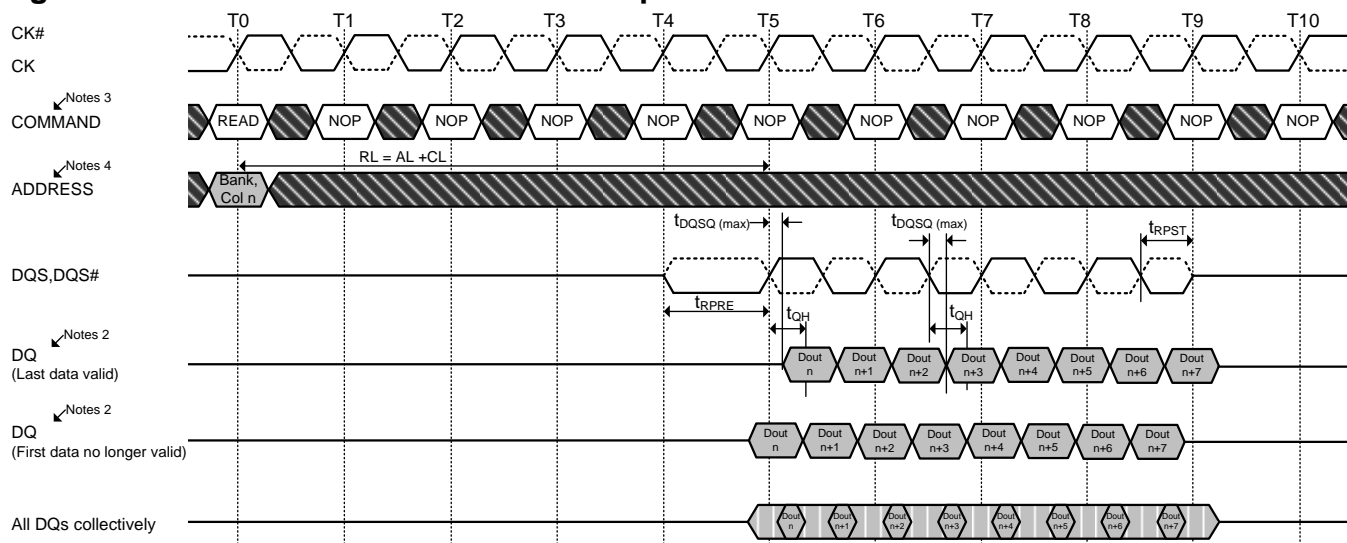 T0 T1 T2 T3 T4 T5 T6 T7 T8 T9 T10
CK#
CK
Notes 3
COMMAND
READ NOP NOP NOP NOP NOP NOP NOP NOP NOP NOP
RL = AL +CL
Notes 4
ADDRESS
Bank,
Col n
tDQSQ (max) tDQSQ (max) tRPST
DQS,DQS#
tRPRE tQH tQH
Notes 2
DQ
(Last data valid)
Dout n Dout n+1 Dout n+2 Dout n+3 Dout n+4 Dout n+5 Dout n+6 Dout n+7
Notes 2
DQ
(First data no longer valid)
Dout n Dout n+1 Dout n+2 Dout n+3 Dout n+4 Dout n+5 Dout n+6 Dout n+7
All DQs collectively
Dout n Dout n+1 Dout n+2 Dout n+3 Dout n+4 Dout n+5 Dout n+6 Dout n+7